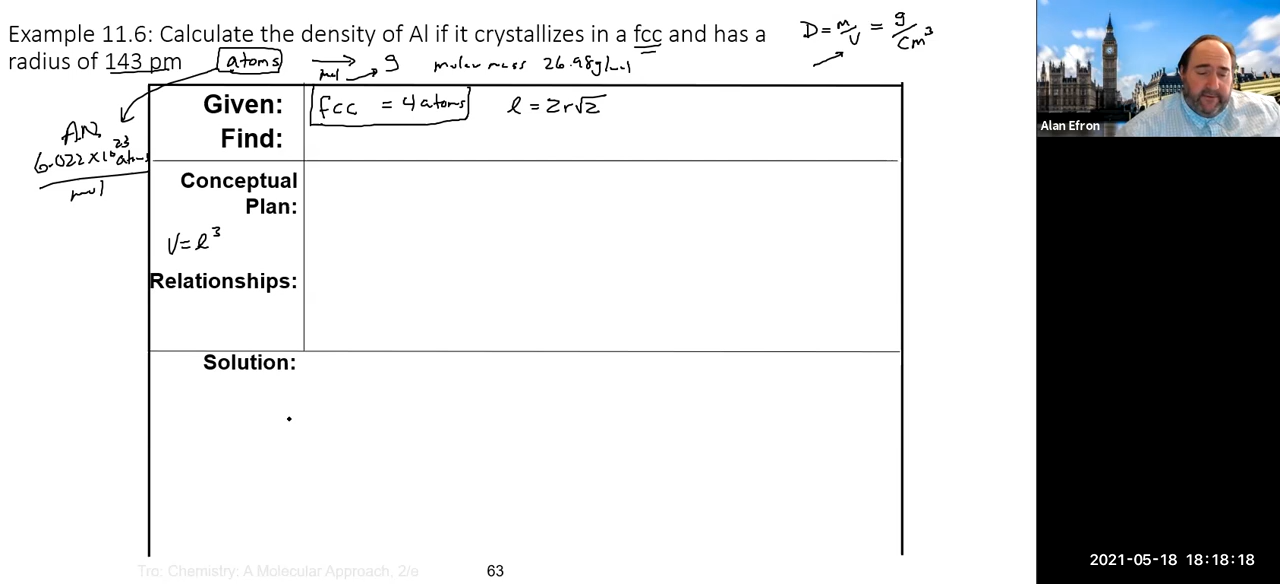 Example 11.6: Calculate the density of Al if it crystallizes in a fcc and has a
radius of 143 pm
atoms
mol
g
molar mass 26.98g/mol
D = m/V = g/cm³
AN.
6.022 x 10²³ atoms
mol
Given:
fcc = 4 atoms
l = 2r√2
Find:
Conceptual
Plan:
V = l³
Relationships:
Solution:
Tro: Chemistry: A Molecular Approach, 2/e
63
Alan Efron
2021-05-18 18:18:18